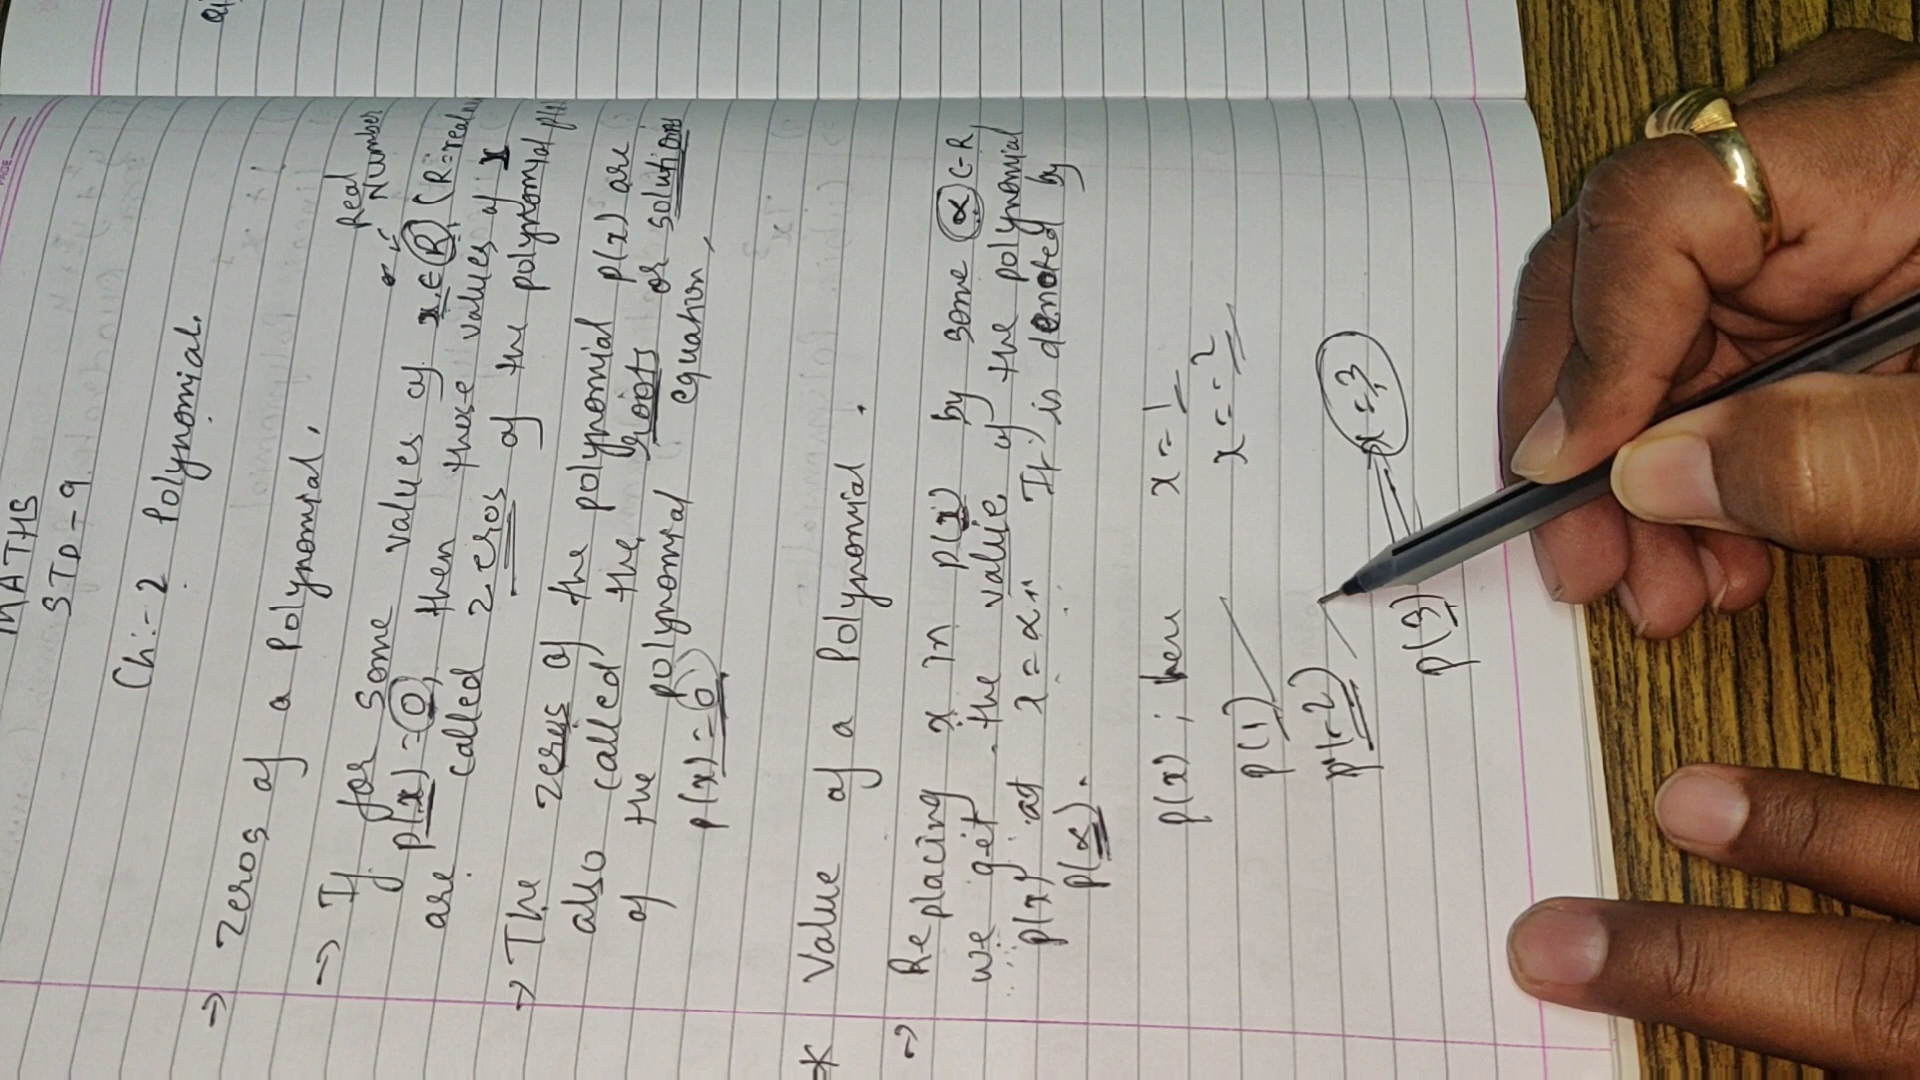 MATHS
STD-9
Ch:-2 Polynomial.
⇒ Zeros of a Polynomial.
Real Number
→ If for some values of x ∈ R (R=real
p(x)=0, then these values of x
are called zeros of the polynomial p(x)
→ The zeros of the polynomial p(x) are
also called the roots or solutions
of the polynomial equation,
p(x)=0
* Value of a Polynomial.
⇒ Replacing x in p(x) by some α ∈ R
we get the value of the polynomial
p(x) at x=α. It is denoted by
p(α).
p(x) ; here x=1
p(1) x=-2
p(-2)
p(3) x=3